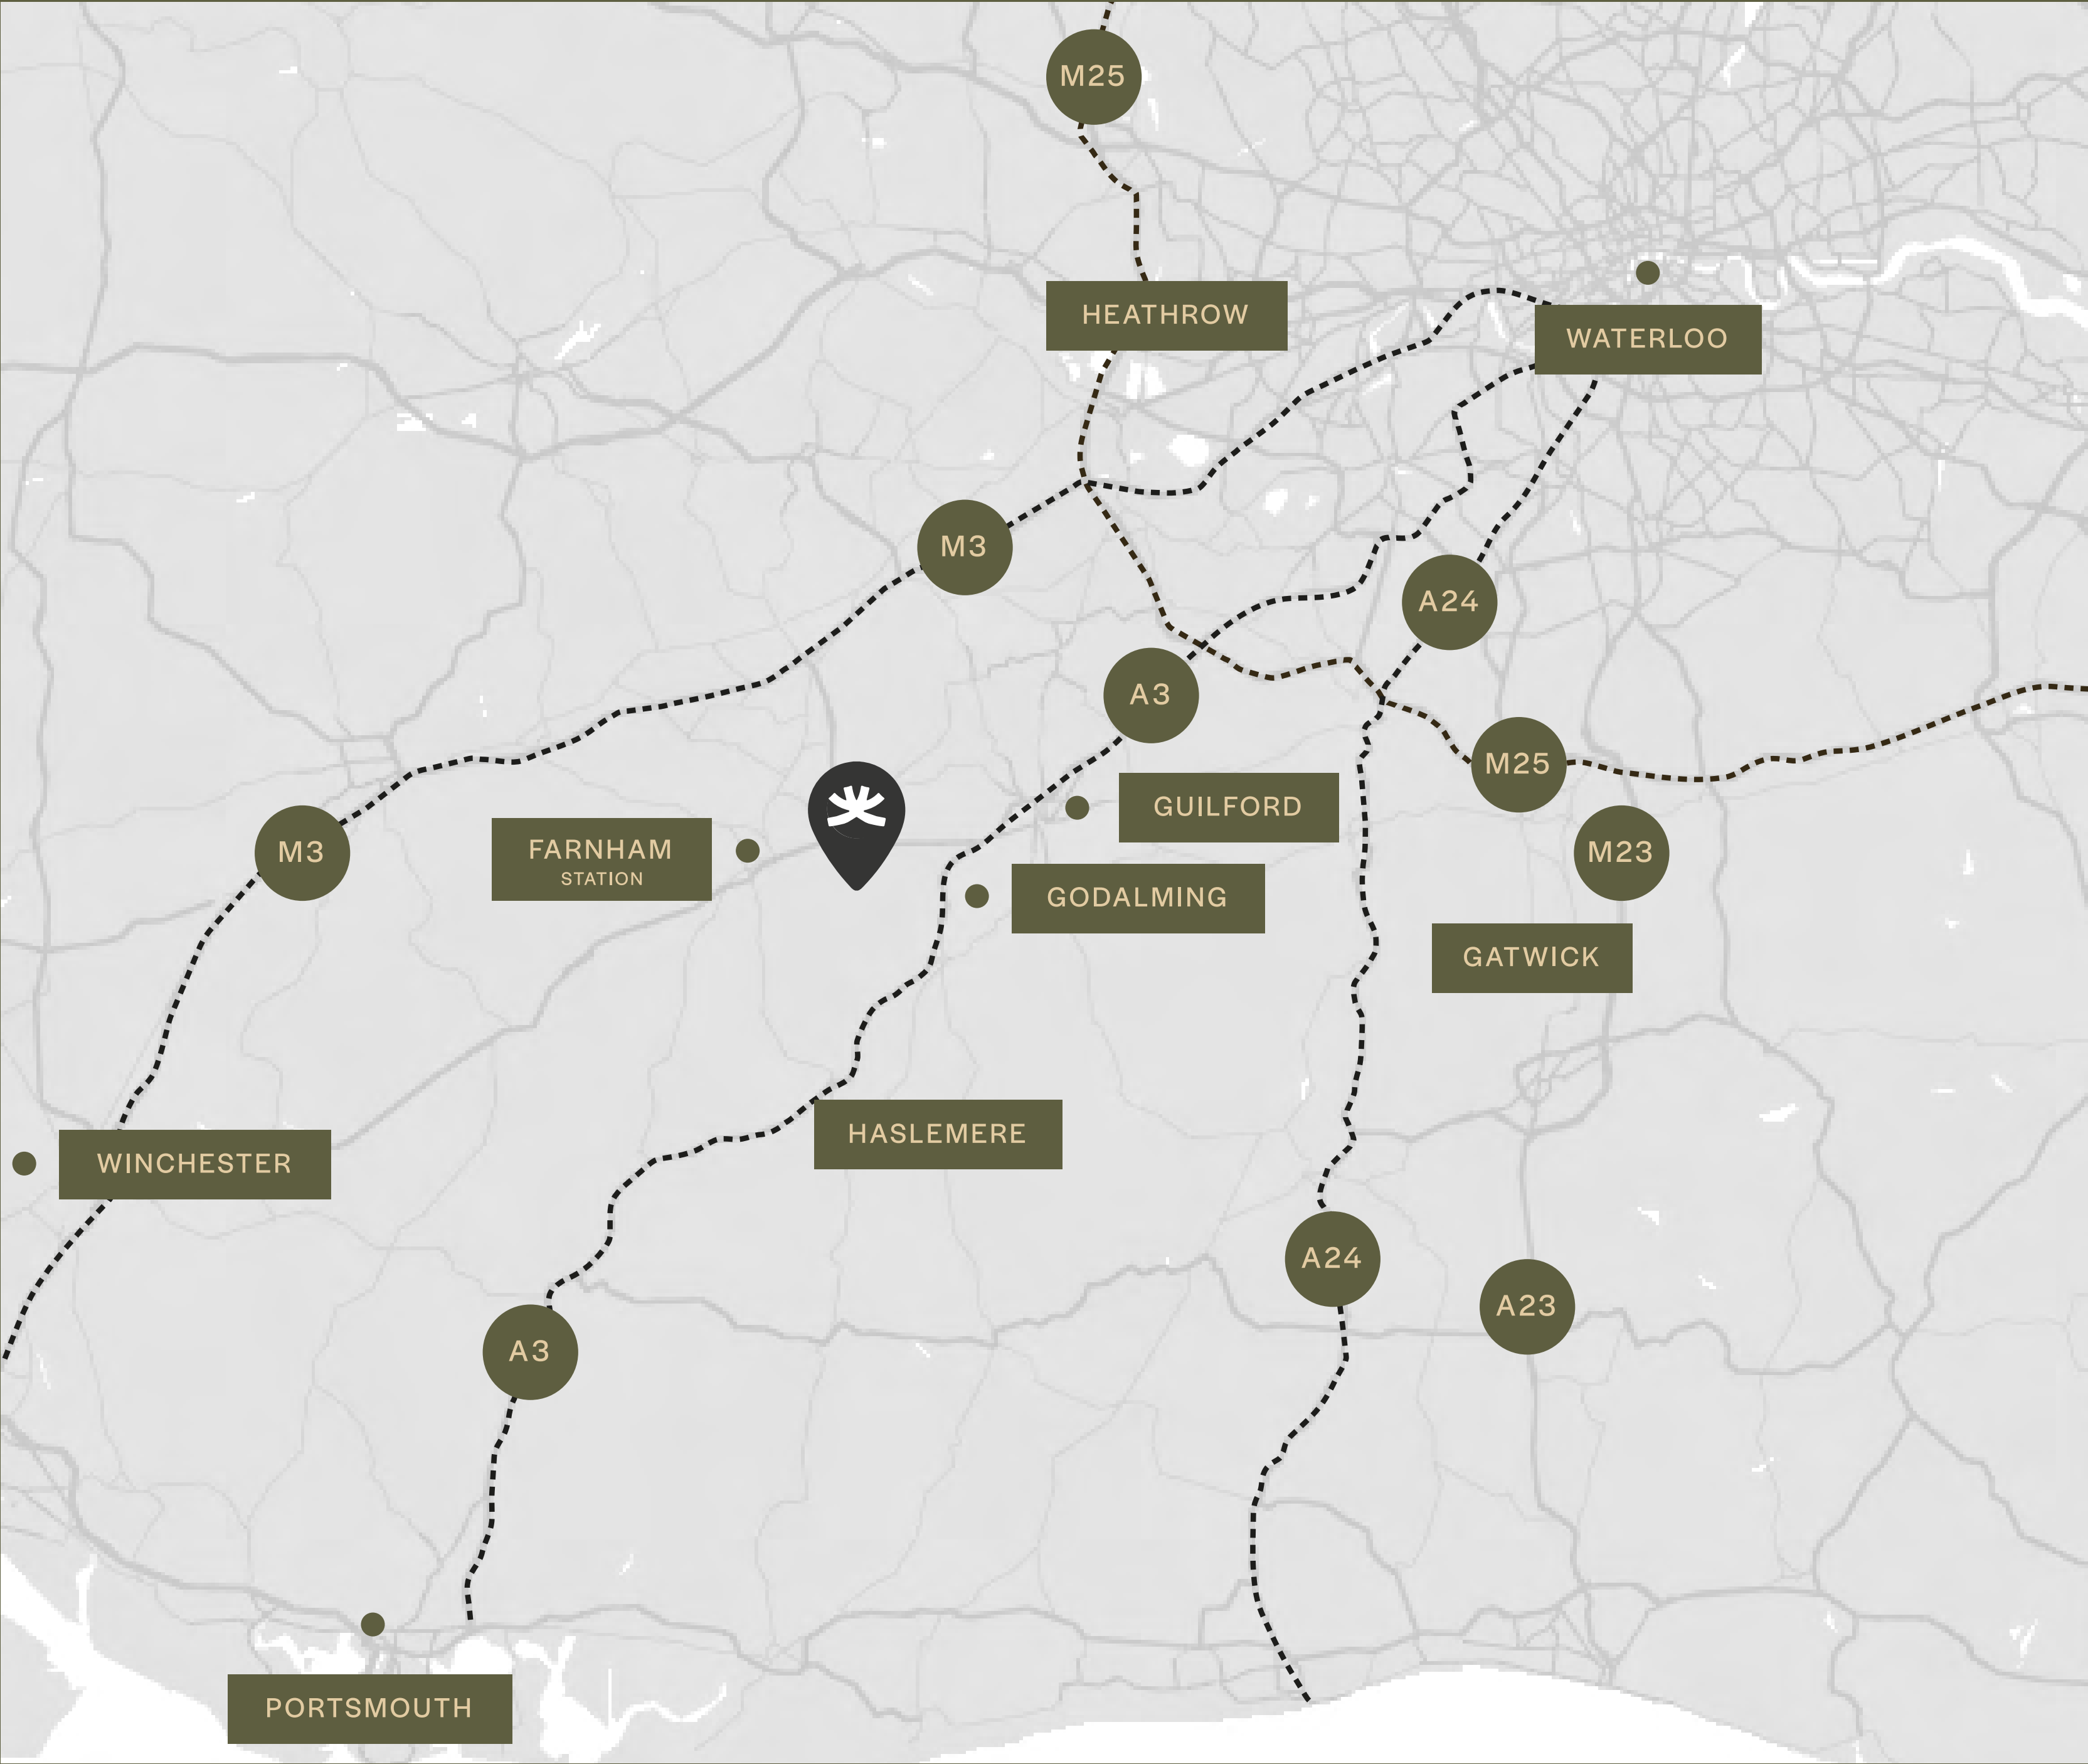 M25
HEATHROW
WATERLOO
M3
A24
A3
M25
GUILFORD
M23
M3
FARNHAM
STATION
GODALMING
GATWICK
HASLEMERE
WINCHESTER
A24
A23
A3
PORTSMOUTH